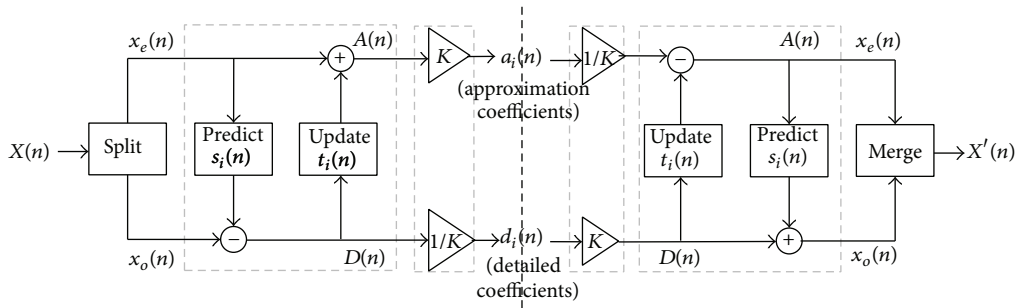 x_e(n)
A(n)
A(n)
x_e(n)
+
K
a_i(n)
1/K
−
(approximation
coefficients)
X(n)
Split
Predict
s_i(n)
Update
t_i(n)
Update
t_i(n)
Predict
s_i(n)
Merge
X′(n)
−
1/K
d_i(n)
K
+
x_o(n)
D(n)
(detailed
coefficients)
D(n)
x_o(n)